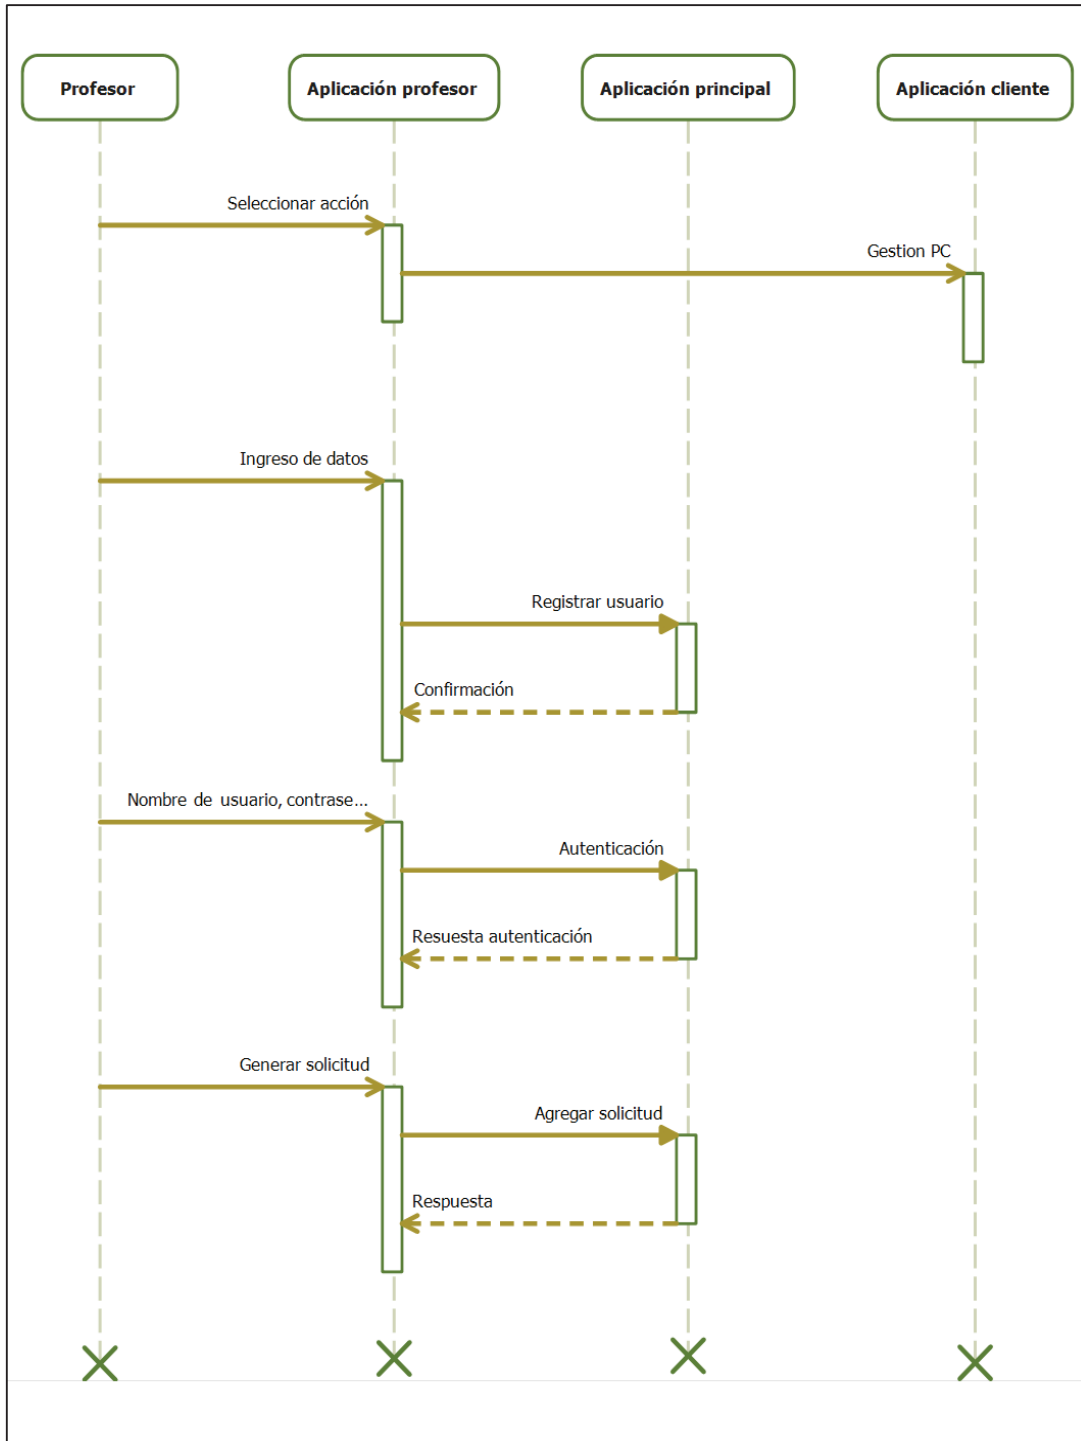 Profesor
Aplicación profesor
Aplicación principal
Aplicación cliente
Seleccionar acción
Gestion PC
Ingreso de datos
Registrar usuario
Confirmación
Nombre de usuario, contrase...
Autenticación
Resuesta autenticación
Generar solicitud
Agregar solicitud
Respuesta